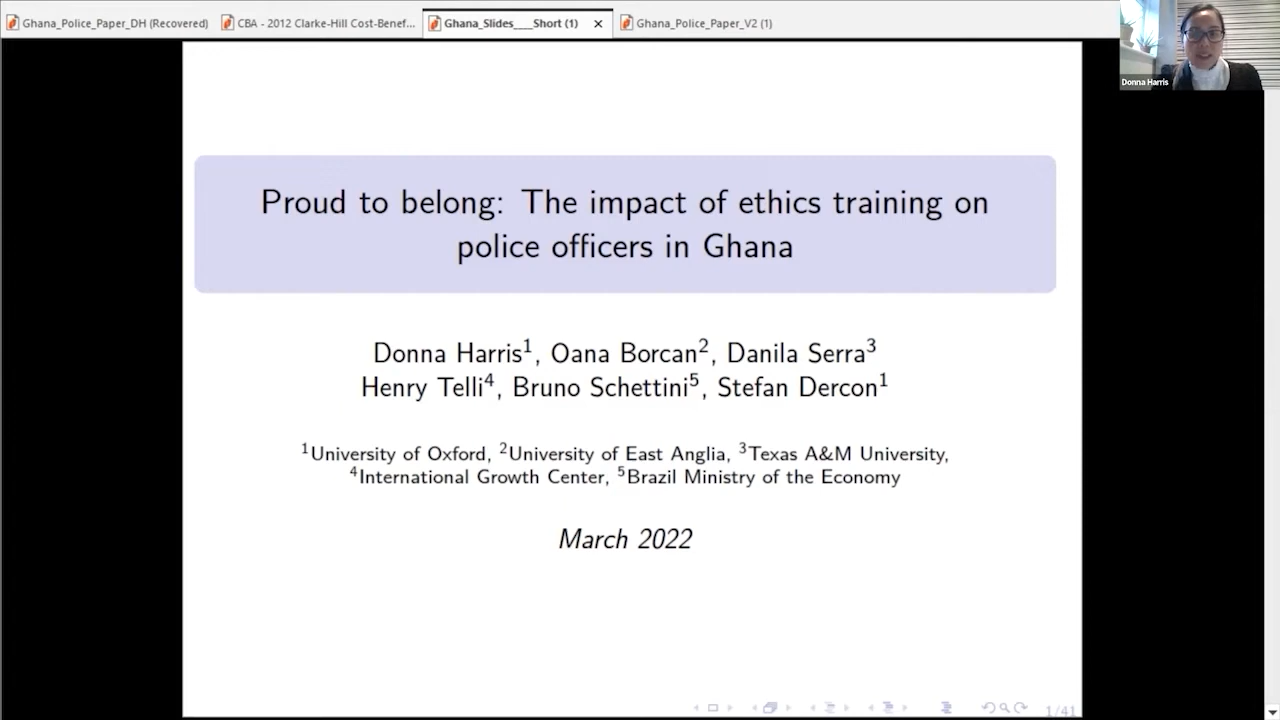 Ghana_Police_Paper_DH (Recovered)
CBA - 2012 Clarke-Hill Cost-Benef...
Ghana_Slides___Short (1)
Ghana_Police_Paper_V2 (1)
Donna Harris
Proud to belong: The impact of ethics training on
police officers in Ghana
Donna Harris¹, Oana Borcan², Danila Serra³
Henry Telli⁴, Bruno Schettini⁵, Stefan Dercon¹
¹University of Oxford, ²University of East Anglia, ³Texas A&M University,
⁴International Growth Center, ⁵Brazil Ministry of the Economy
March 2022
1/41